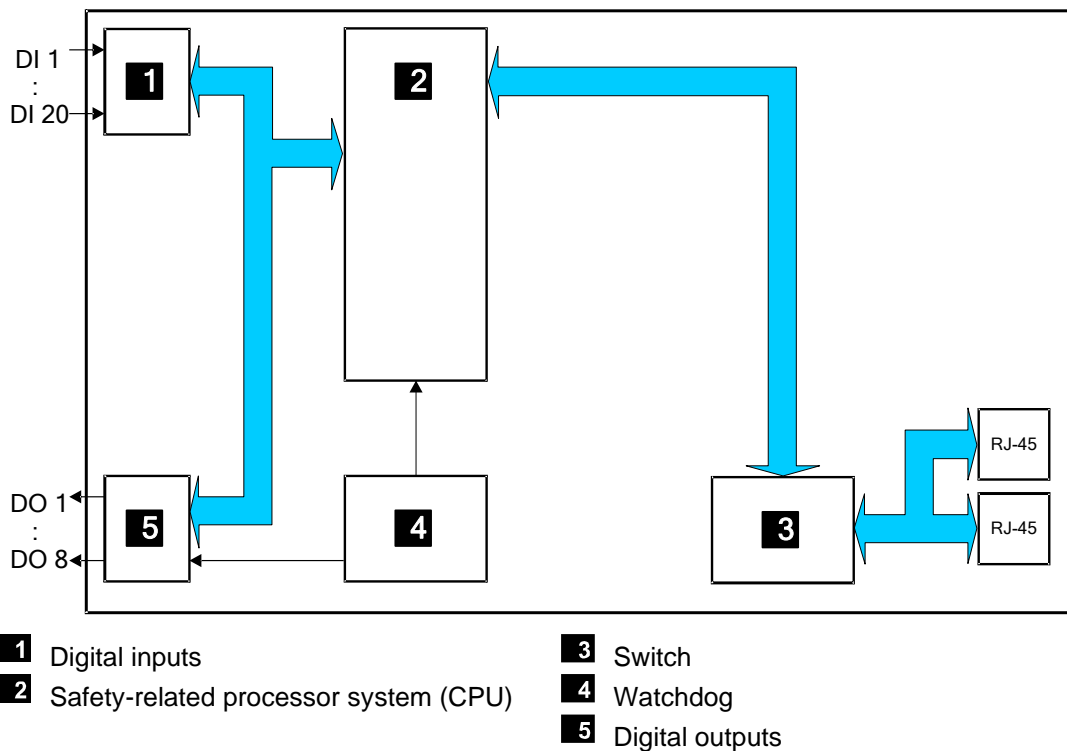 DI 1
:
DI 20
1
2
RJ-45
DO 1
:
DO 8
5
4
3
RJ-45
1 Digital inputs
2 Safety-related processor system (CPU)
3 Switch
4 Watchdog
5 Digital outputs